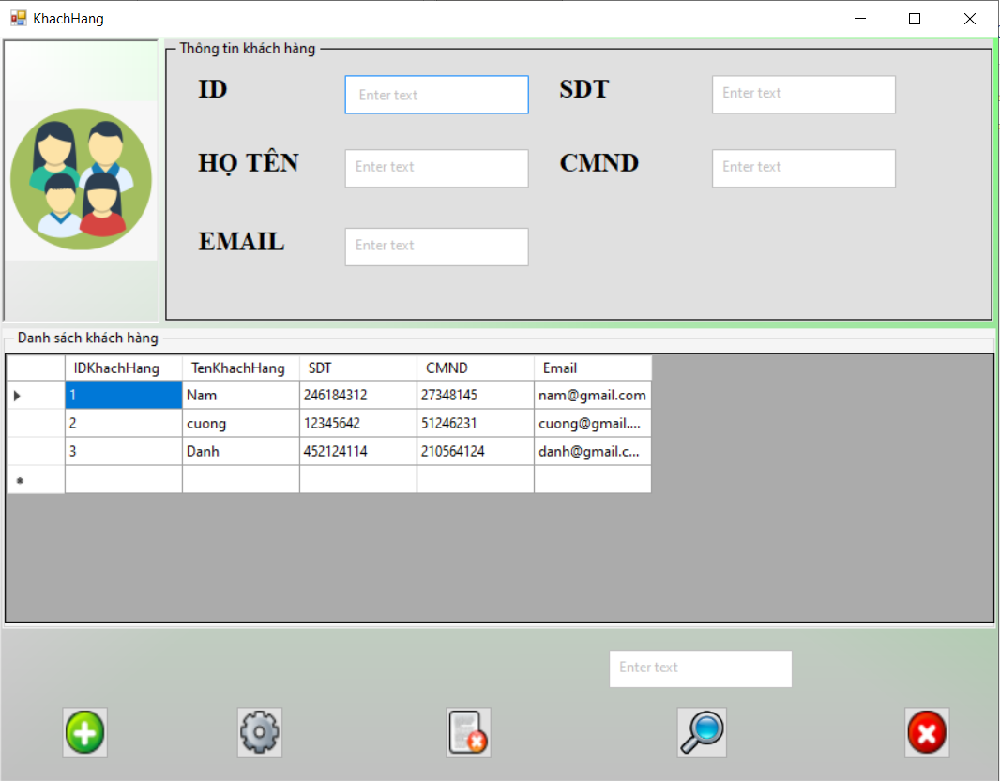 KhachHang
Thông tin khách hàng
ID Enter text SDT Enter text
HỌ TÊN Enter text CMND Enter text
EMAIL Enter text
Danh sách khách hàng
IDKhachHang TenKhachHang SDT CMND Email
1 Nam 246184312 27348145 nam@gmail.com
2 cuong 12345642 51246231 cuong@gmail....
3 Danh 452124114 210564124 danh@gmail.c...
Enter text